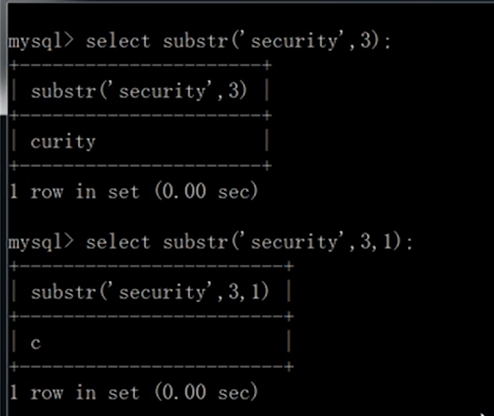 mysql> select substr('security',3);
+----------------------+
| substr('security',3) |
+----------------------+
| curity               |
+----------------------+
1 row in set (0.00 sec)
mysql> select substr('security',3,1);
+------------------------+
| substr('security',3,1) |
+------------------------+
| c                      |
+------------------------+
1 row in set (0.00 sec)